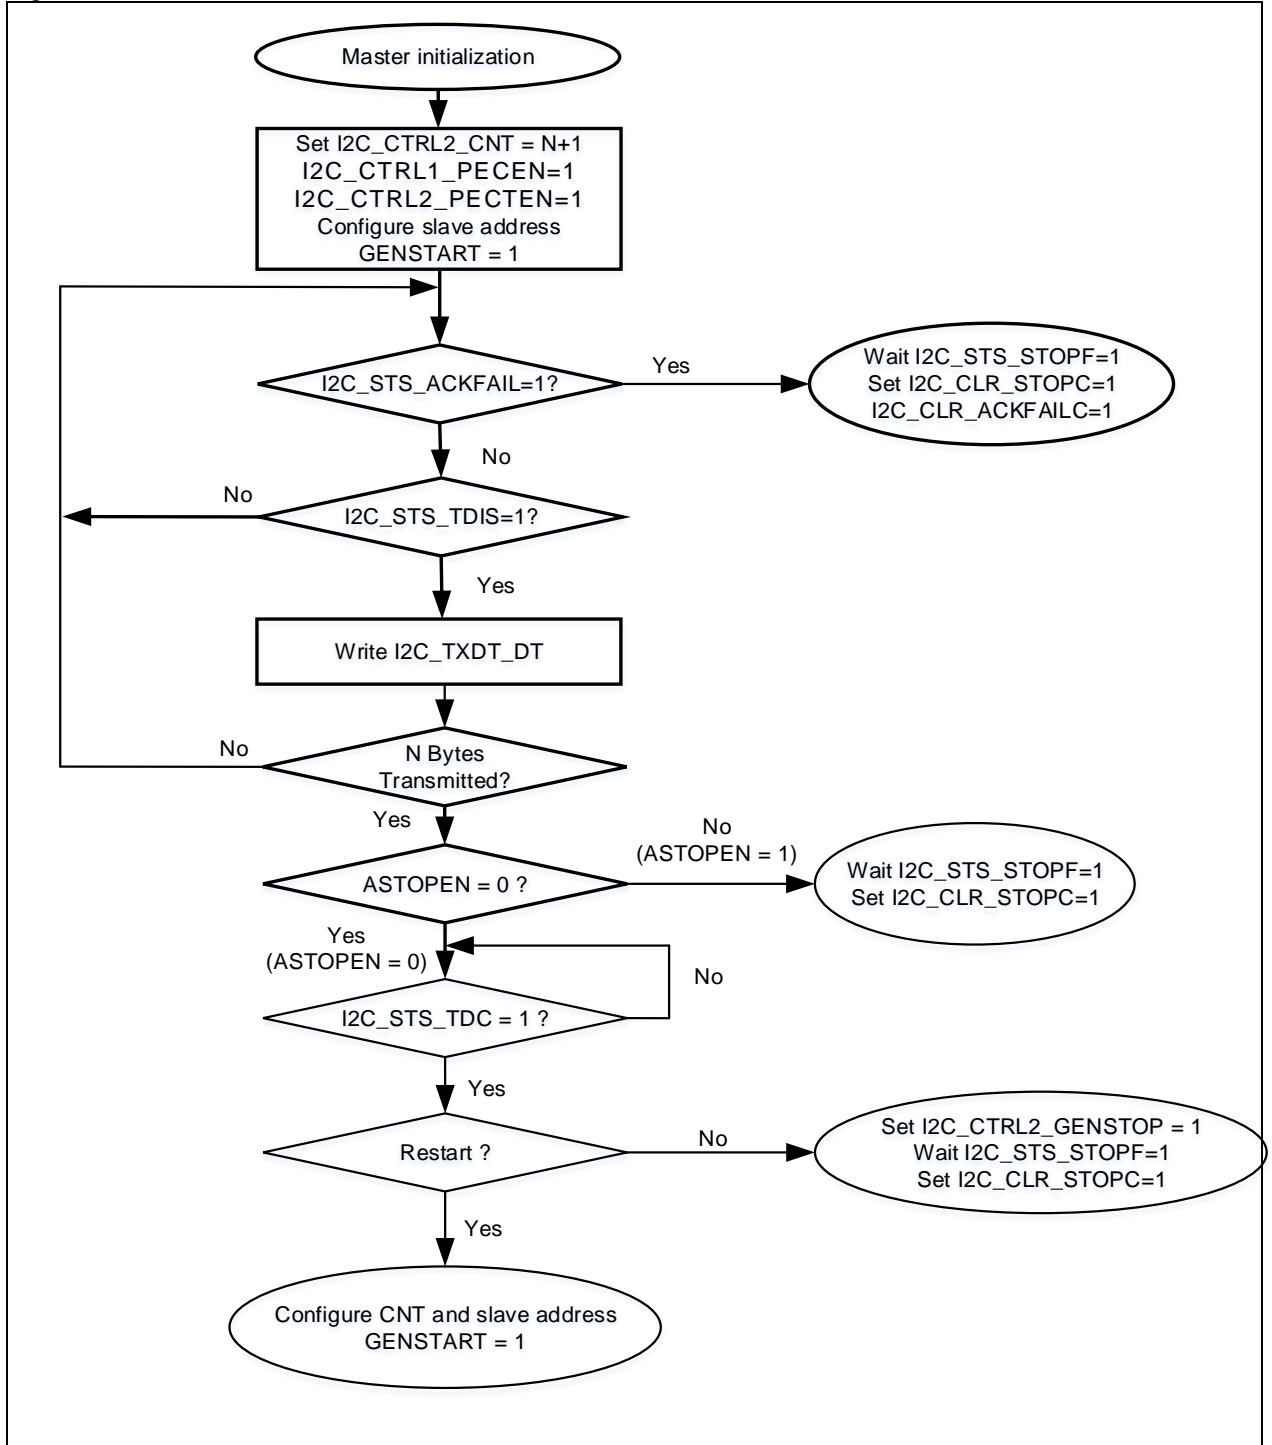 Master initialization
Set I2C_CTRL2_CNT = N+1
I2C_CTRL1_PECEN=1
I2C_CTRL2_PECTEN=1
Configure slave address
GENSTART = 1
I2C_STS_ACKFAIL=1?
Yes
Wait I2C_STS_STOPF=1
Set I2C_CLR_STOPC=1
I2C_CLR_ACKFAILC=1
No
No
I2C_STS_TDIS=1?
Yes
Write I2C_TXDT_DT
No
N Bytes
Transmitted?
Yes
No
(ASTOPEN = 1)
ASTOPEN = 0 ?
Wait I2C_STS_STOPF=1
Set I2C_CLR_STOPC=1
Yes
(ASTOPEN = 0)
No
I2C_STS_TDC = 1 ?
Yes
Restart ?
No
Set I2C_CTRL2_GENSTOP = 1
Wait I2C_STS_STOPF=1
Set I2C_CLR_STOPC=1
Yes
Configure CNT and slave address
GENSTART = 1